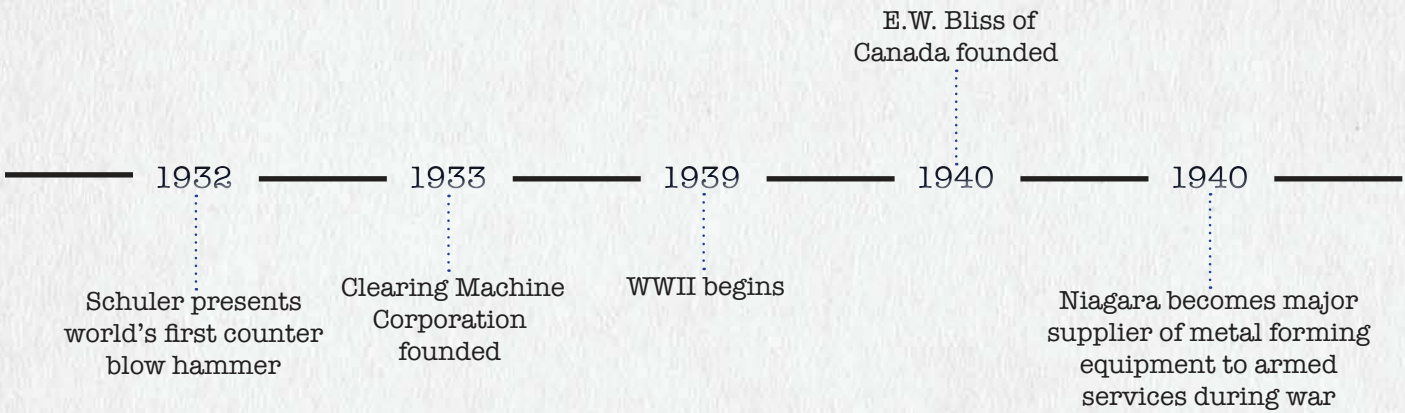 E.W. Bliss of
Canada founded
1932
1933
1939
1940
1940
Schuler presents
world's first counter
blow hammer
Clearing Machine
Corporation
founded
WWII begins
Niagara becomes major
supplier of metal forming
equipment to armed
services during war